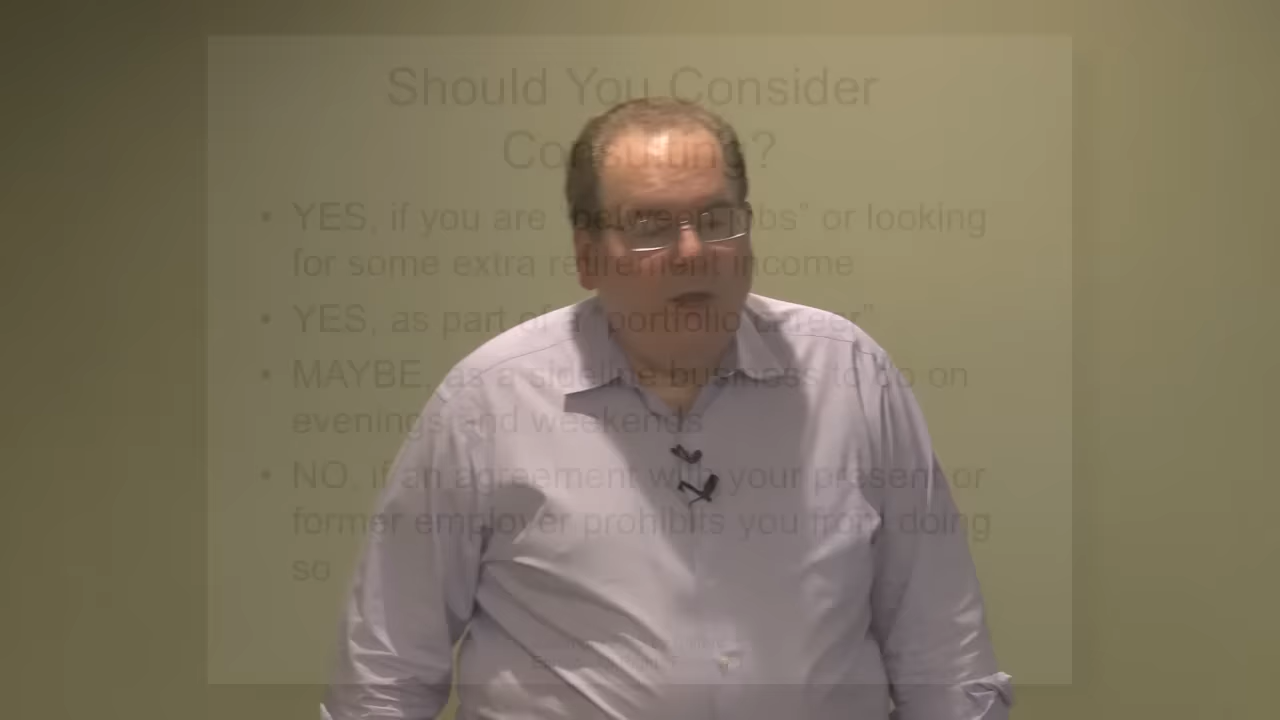 Should You Consider
Consulting?
• YES, if you are "between jobs" or looking
for some extra retirement income
• YES, as part of a "portfolio career"
• MAYBE, as a sideline business to do on
evenings and weekends
• NO, if an agreement with your present or
former employer prohibits you from doing
so